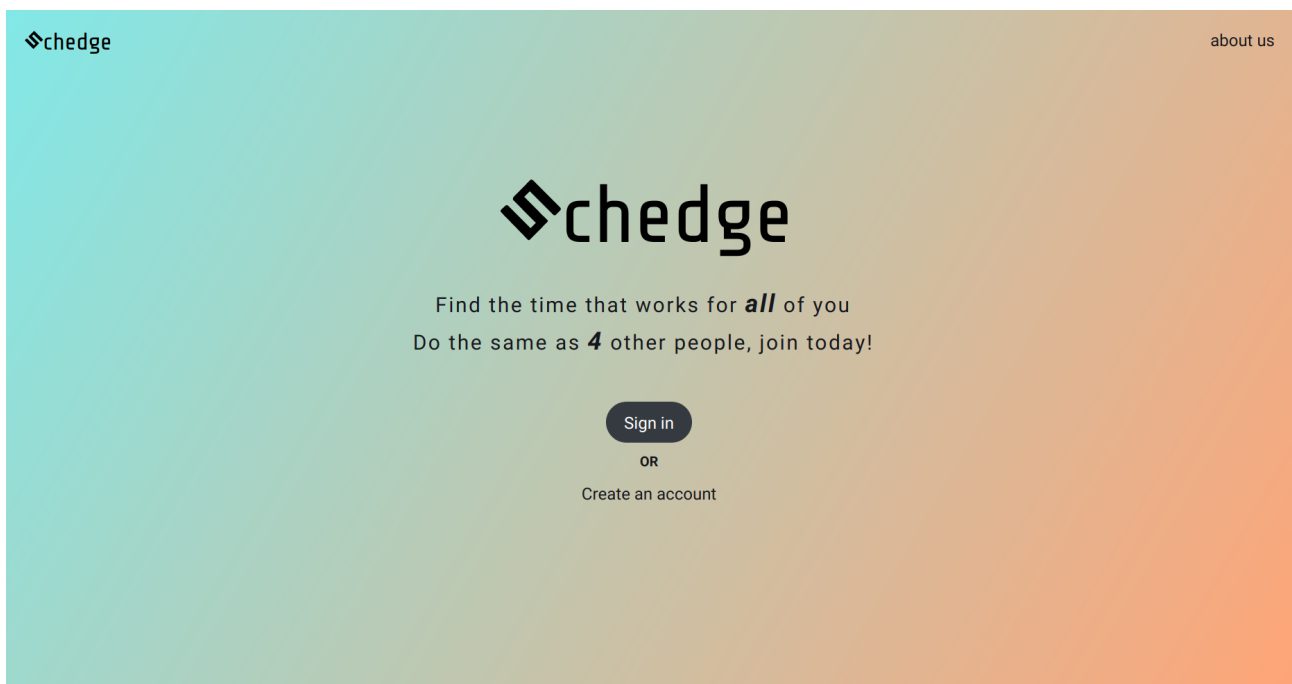 Schedge
about us
Schedge
Find the time that works for all of you
Do the same as 4 other people, join today!
Sign in
OR
Create an account